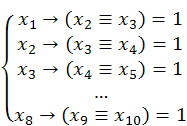 x₁ → (x₂ ≡ x₃) = 1
x₂ → (x₃ ≡ x₄) = 1
x₃ → (x₄ ≡ x₅) = 1
...
x₈ → (x₉ ≡ x₁₀) = 1